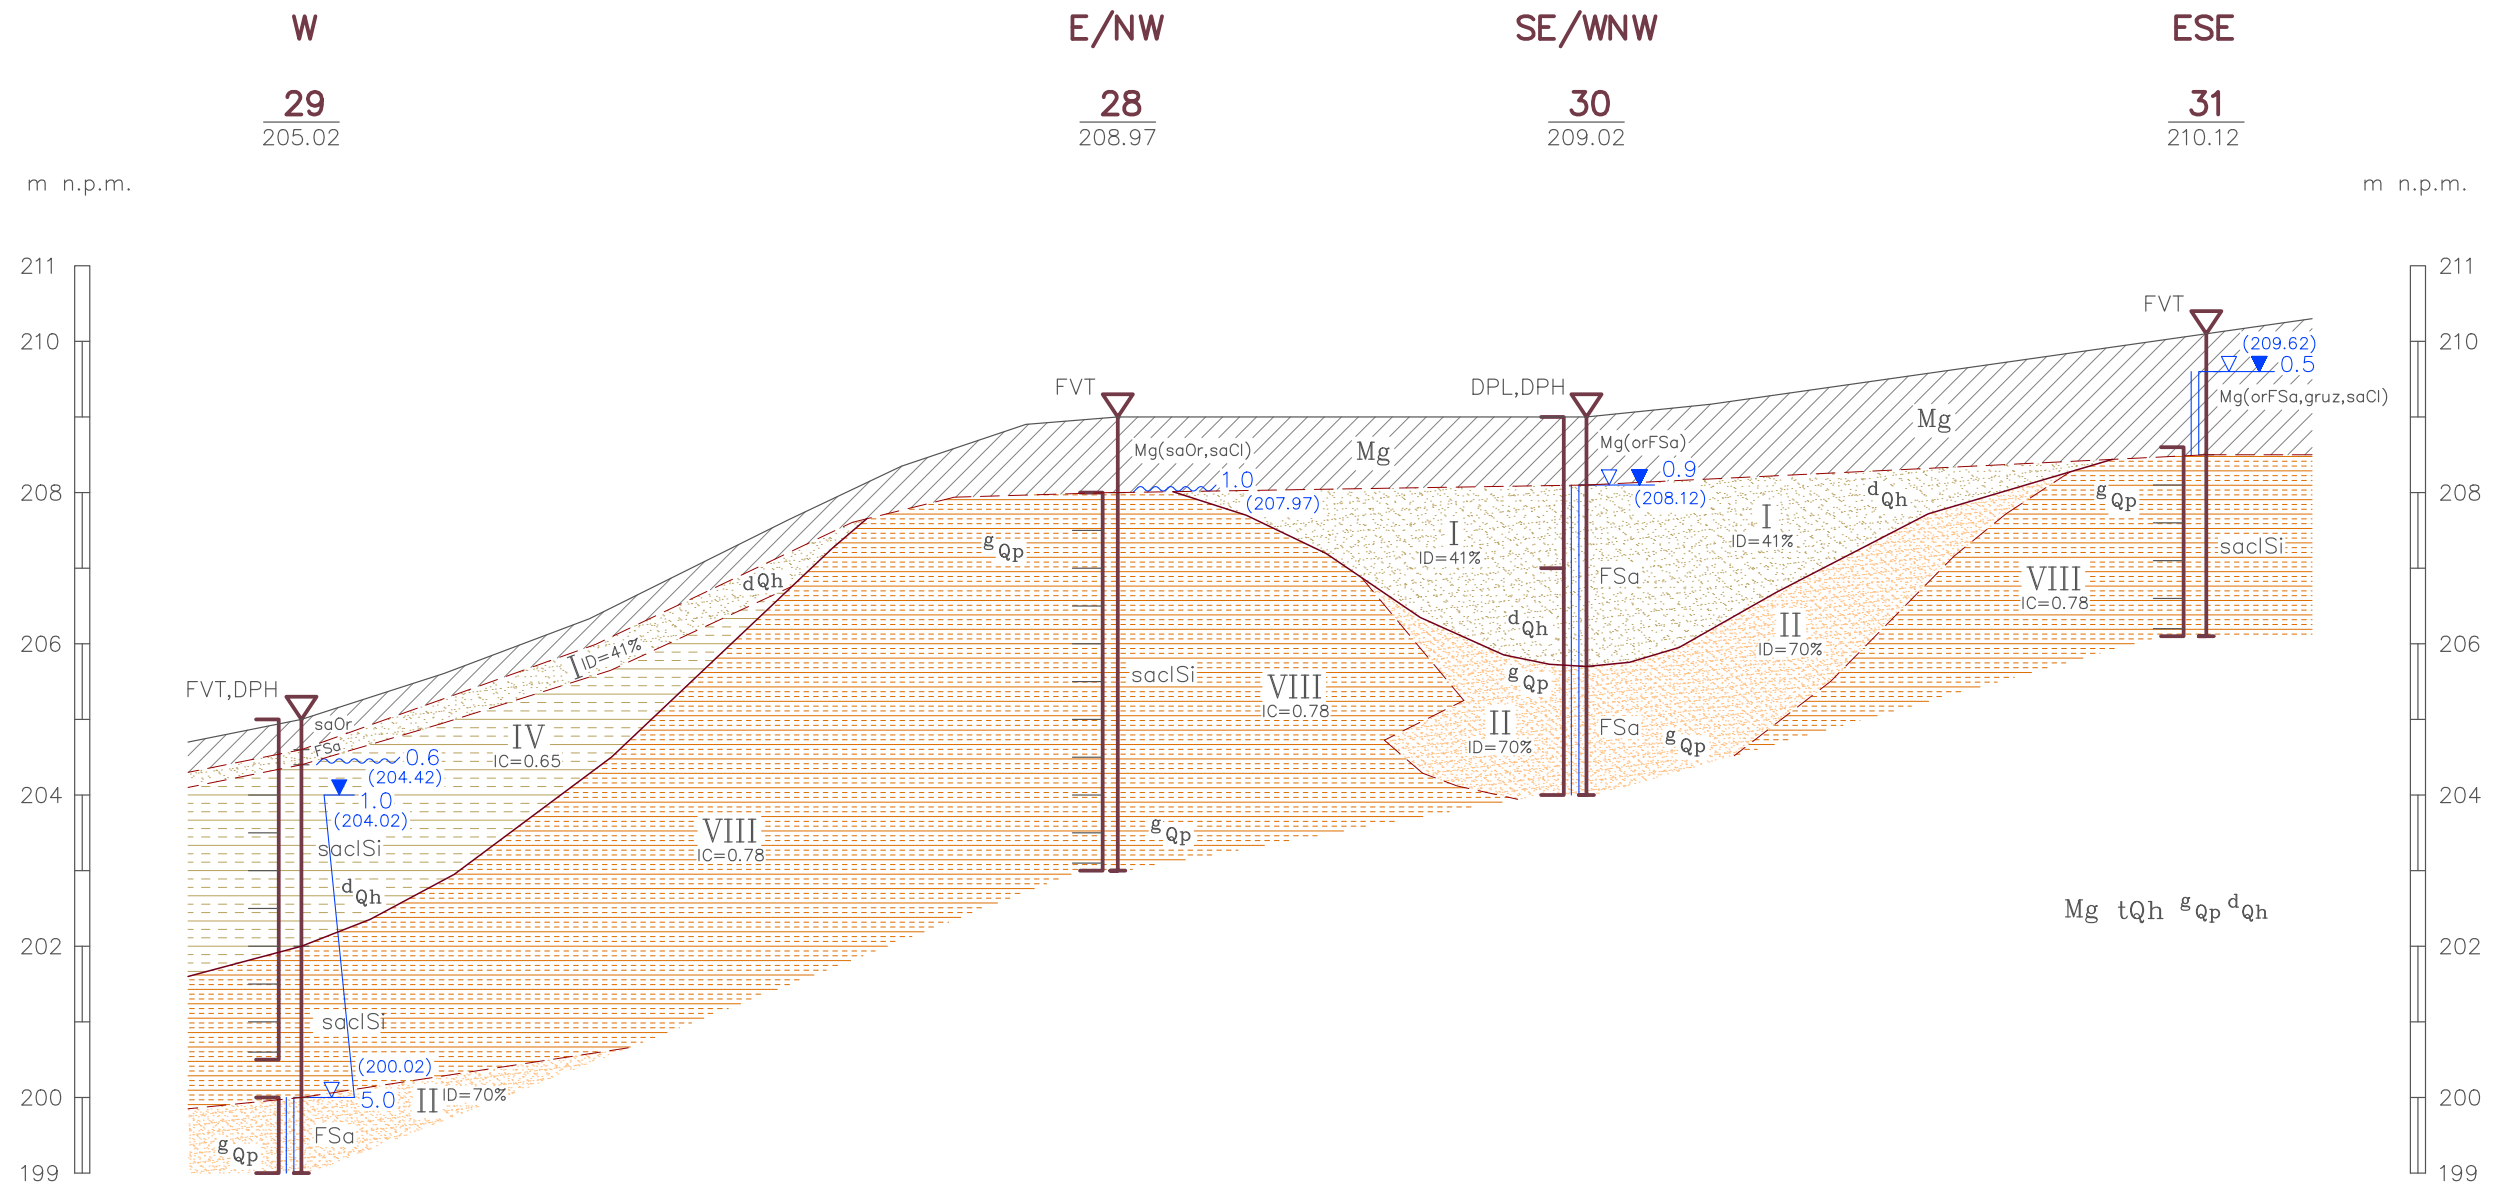 W E/NW SE/WNW ESE
29 28 30 31
205.02 208.97 209.02 210.12
m n.p.m. m n.p.m.
211 211
FVT
210 (209.62) 210
0.5
FVT DPL,DPH Mg(orFSa,gruz,saCl)
Mg
Mg(saOr,saCl) Mg Mg(orFSa)
1.0 0.9
208 (207.97) (208.12) dQh gQp 208
I I
gQp ID=41% ID=41% saclSi
dQh FSa VIII
IC=0.78
dQh II
206 I ID=41% ID=70% 206
saclSi VIII gQp
FVT,DPH IC=0.78
saOr IV II FSa
FSa IC=0.65 ID=70% gQp
0.6
(204.42)
204 1.0 204
(204.02) VIII gQp
saclSi IC=0.78
dQh
Mg tQh gQp dQh
202 202
saclSi
(200.02)
200 5.0 II ID=70% 200
FSa
gQp
199 199